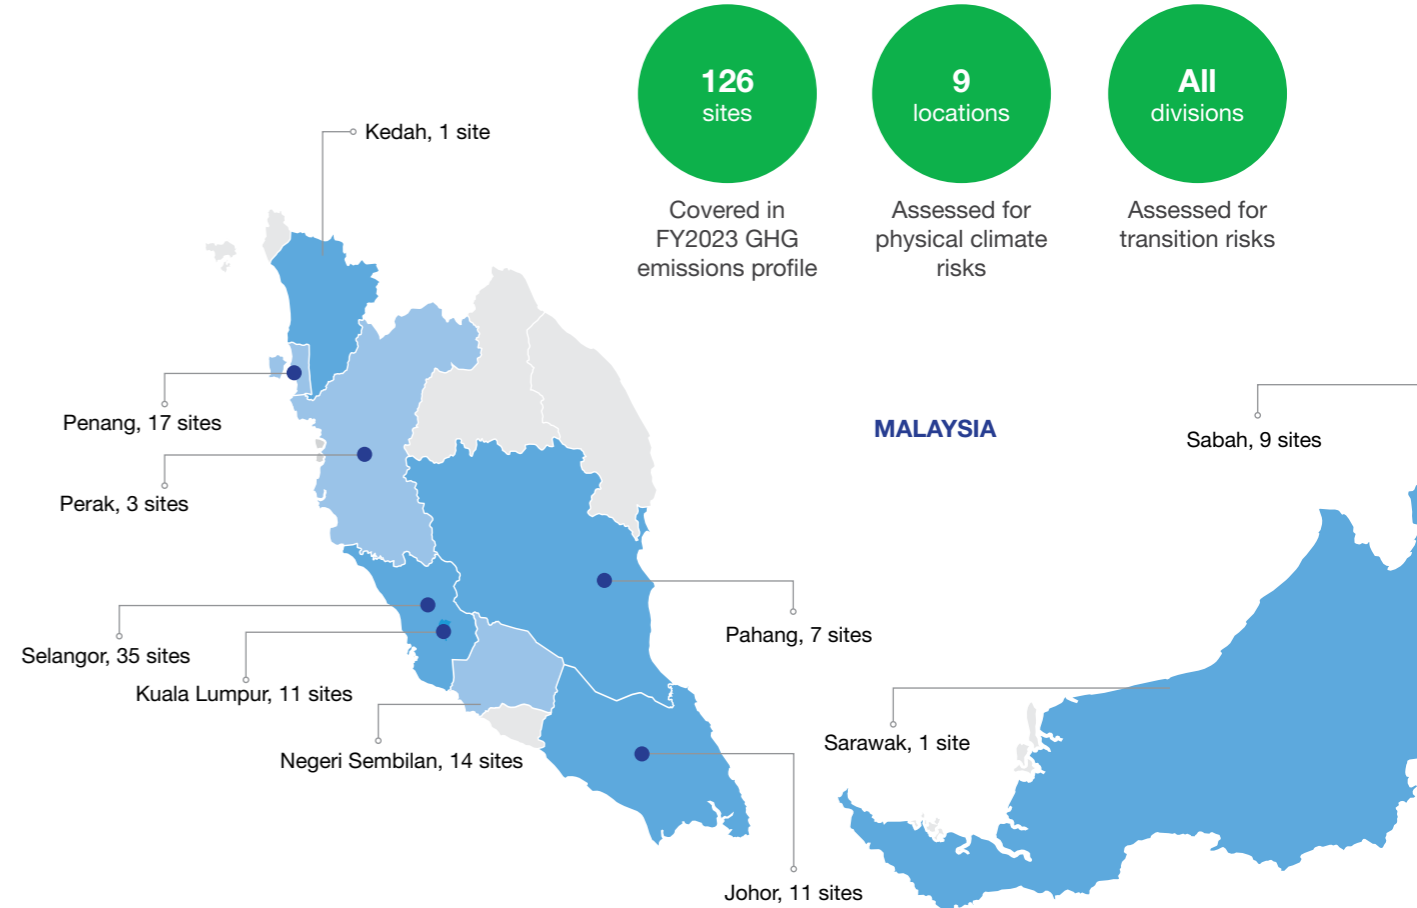 126
sites
Covered in
FY2023 GHG
emissions profile
9
locations
Assessed for
physical climate
risks
All
divisions
Assessed for
transition risks
Kedah, 1 site
Penang, 17 sites
Perak, 3 sites
MALAYSIA
Sabah, 9 sites
Selangor, 35 sites
Kuala Lumpur, 11 sites
Pahang, 7 sites
Negeri Sembilan, 14 sites
Sarawak, 1 site
Johor, 11 sites